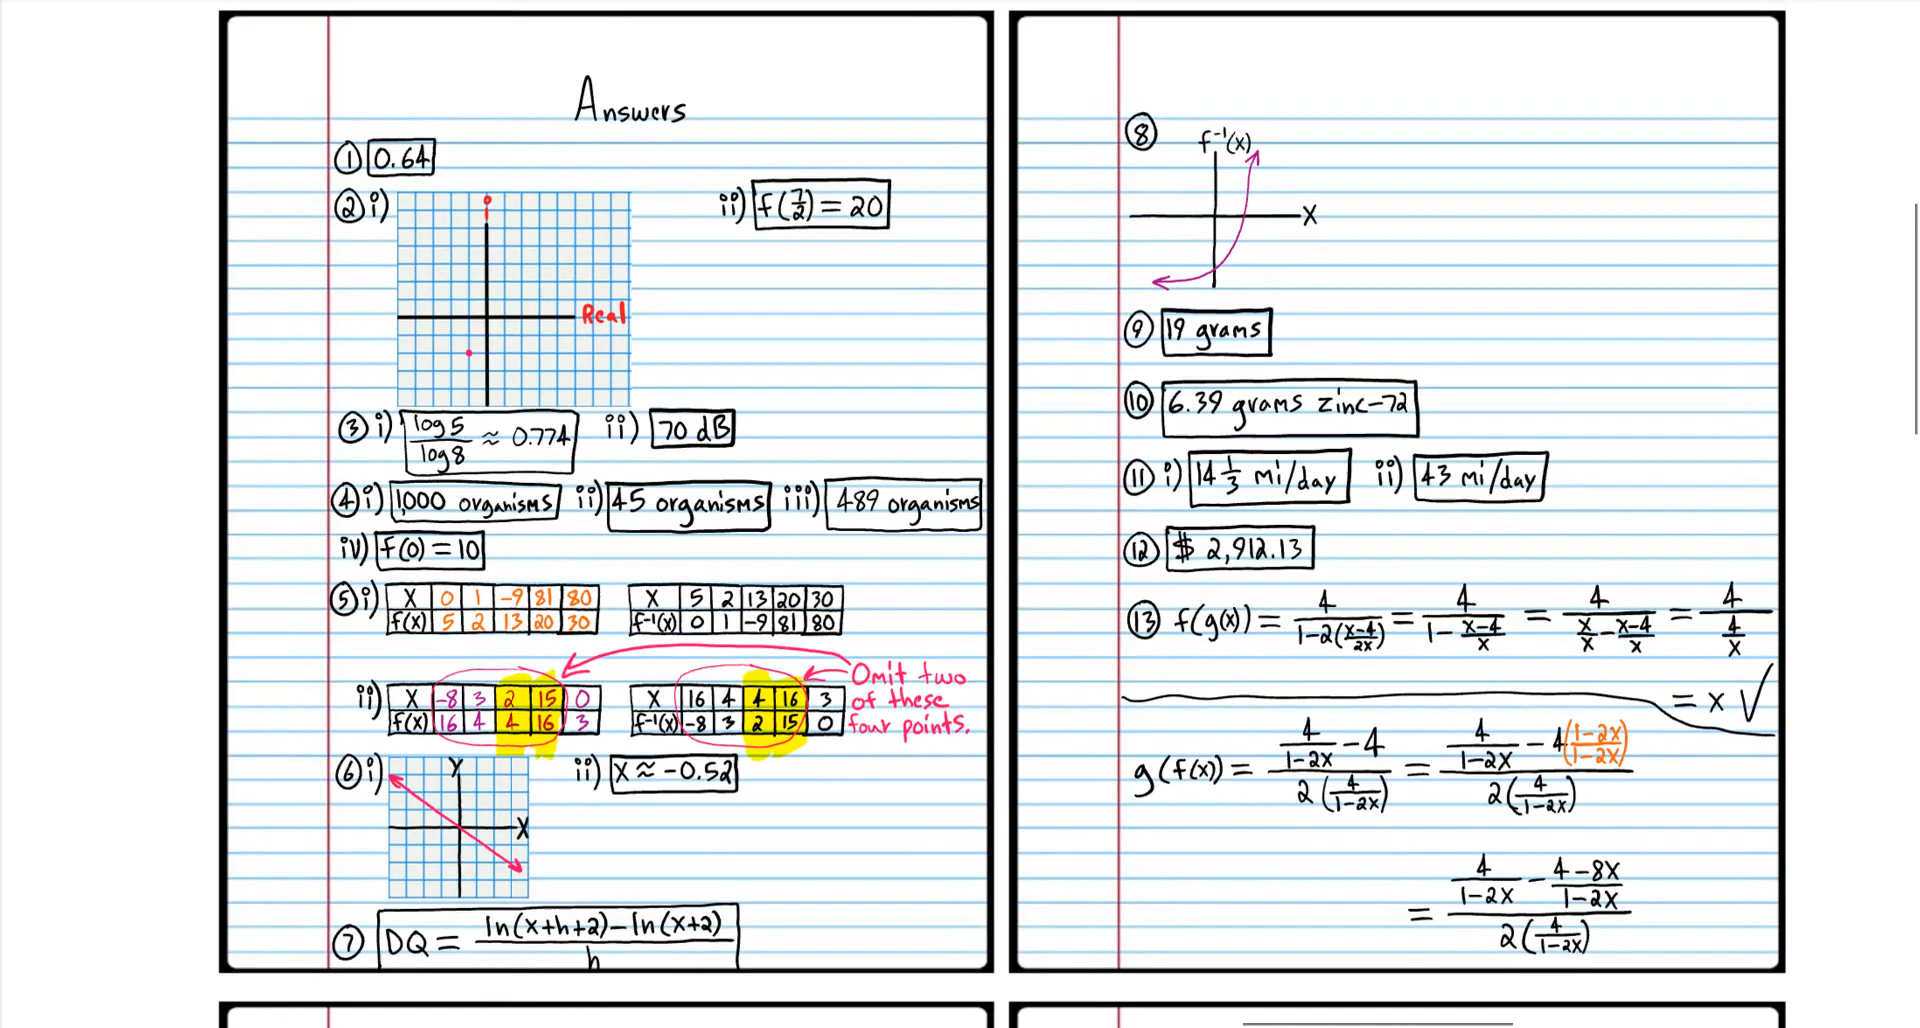 Answers
① 0.64
② i) i Real ii) f(7/2) = 20
③ i) log5/log8 ≈ 0.774 ii) 70 dB
④ i) 1,000 organisms ii) 45 organisms iii) 489 organisms
iv) f(0) = 10
⑤ i) X 0 1 -9 81 80 X 5 2 13 20 30
f(x) 5 2 13 20 30 f⁻¹(x) 0 1 -9 81 80
Omit two
ii) X -8 3 2 15 0 X 16 4 4 16 3 of these
f(x) 16 4 4 16 3 f⁻¹(x) -8 3 2 15 0 four points.
⑥ i) Y X ii) X ≈ -0.52
⑦ DQ = ln(x+h+2)-ln(x+2)/h
⑧ f⁻¹(x) X
⑨ 19 grams
⑩ 6.39 grams zinc-72
⑪ i) 14 1/3 mi/day ii) 43 mi/day
⑫ $ 2,912.13
⑬ f(g(x)) = 4/(1-2((x-4)/2x)) = 4/(1-(x-4)/x) = 4/(x/x-(x-4)/x) = 4/(4/x)
= x √
g(f(x)) = (4/(1-2x) - 4)/(2(4/(1-2x))) = (4/(1-2x) - 4((1-2x)/(1-2x)))/(2(4/(1-2x)))
= (4/(1-2x) - (4-8x)/(1-2x))/(2(4/(1-2x)))